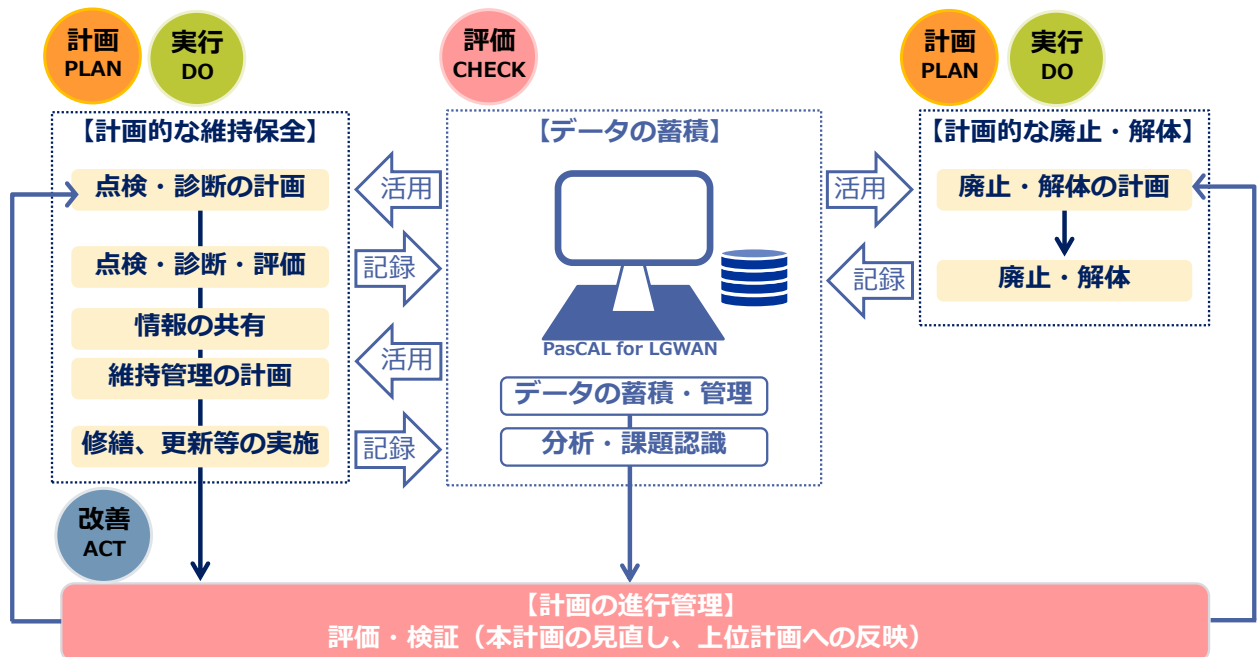 計画
PLAN
実行
DO
評価
CHECK
計画
PLAN
実行
DO
【計画的な維持保全】
点検・診断の計画
点検・診断・評価
情報の共有
維持管理の計画
修繕、更新等の実施
活用
記録
活用
記録
【データの蓄積】
PasCAL for LGWAN
データの蓄積・管理
分析・課題認識
活用
記録
【計画的な廃止・解体】
廃止・解体の計画
廃止・解体
改善
ACT
【計画の進行管理】
評価・検証（本計画の見直し、上位計画への反映）